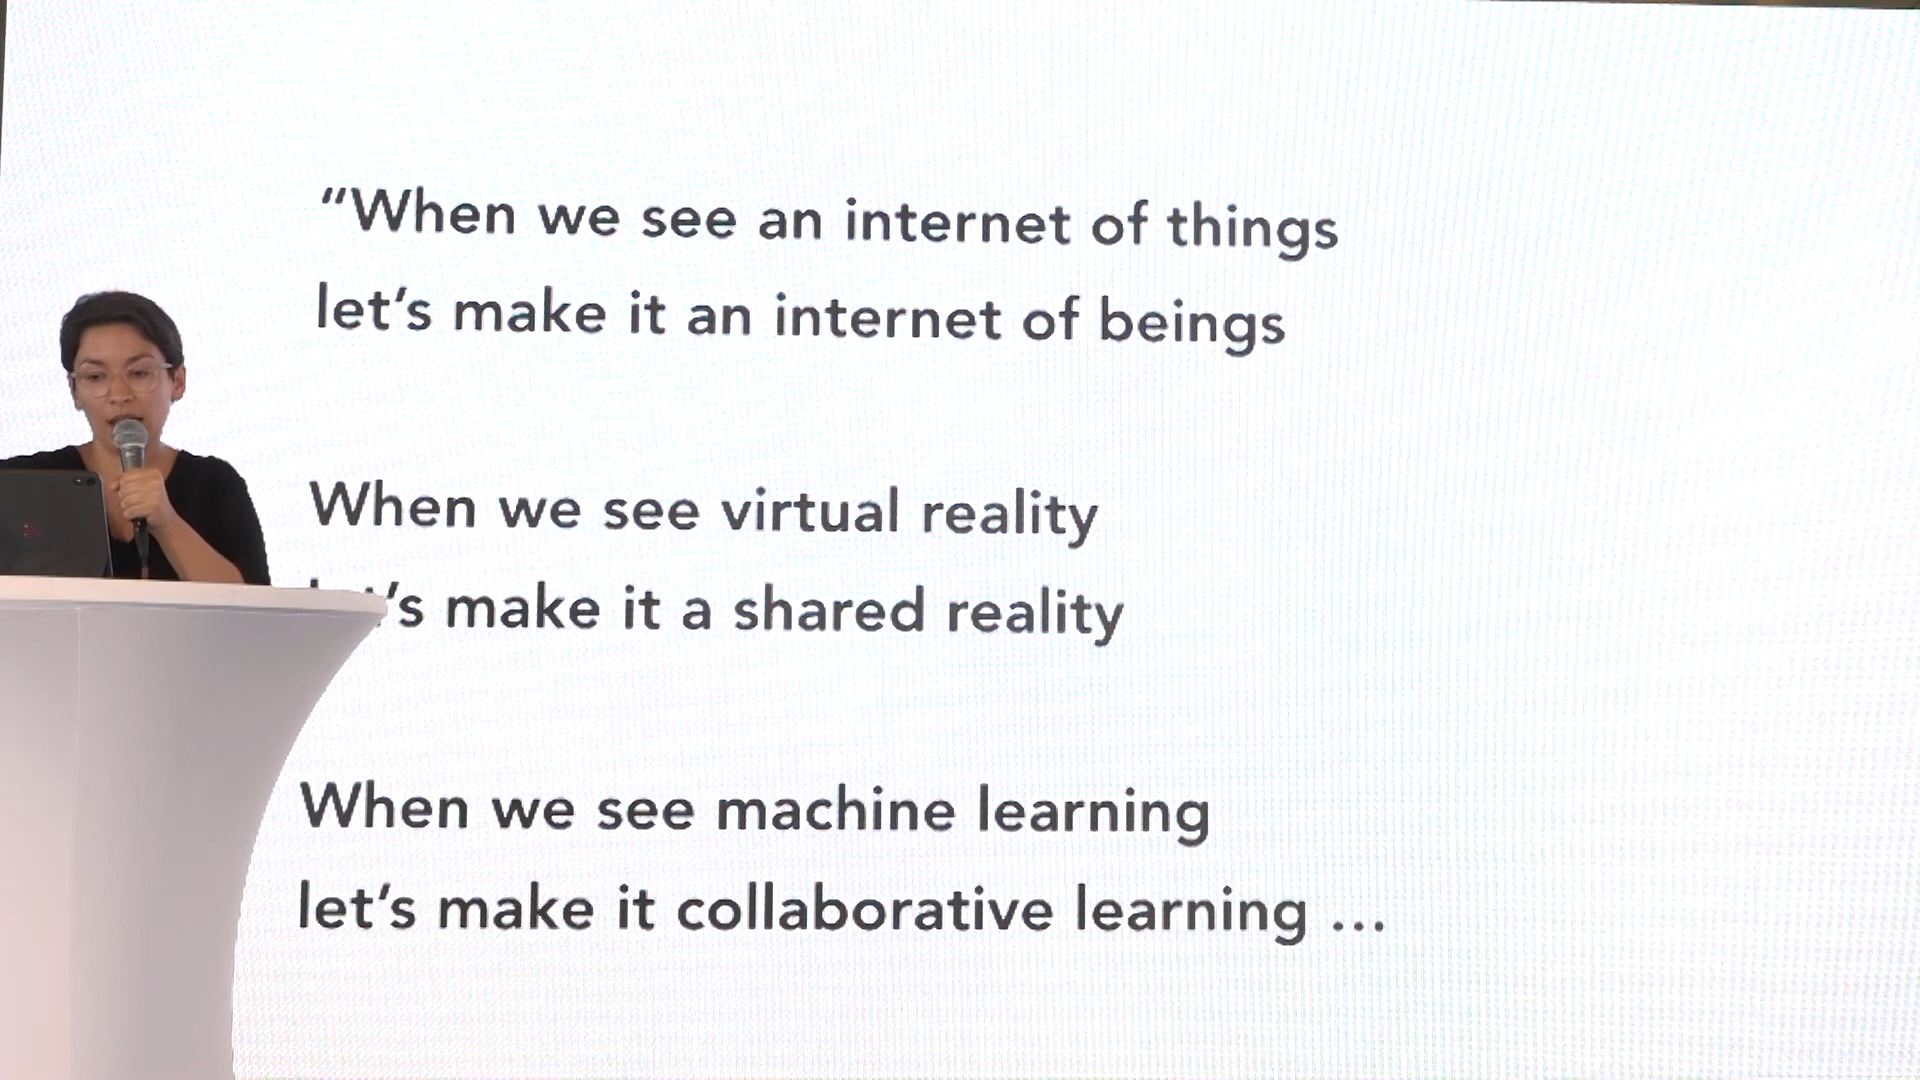 “When we see an internet of things
let’s make it an internet of beings
When we see virtual reality
’s make it a shared reality
When we see machine learning
let’s make it collaborative learning ...